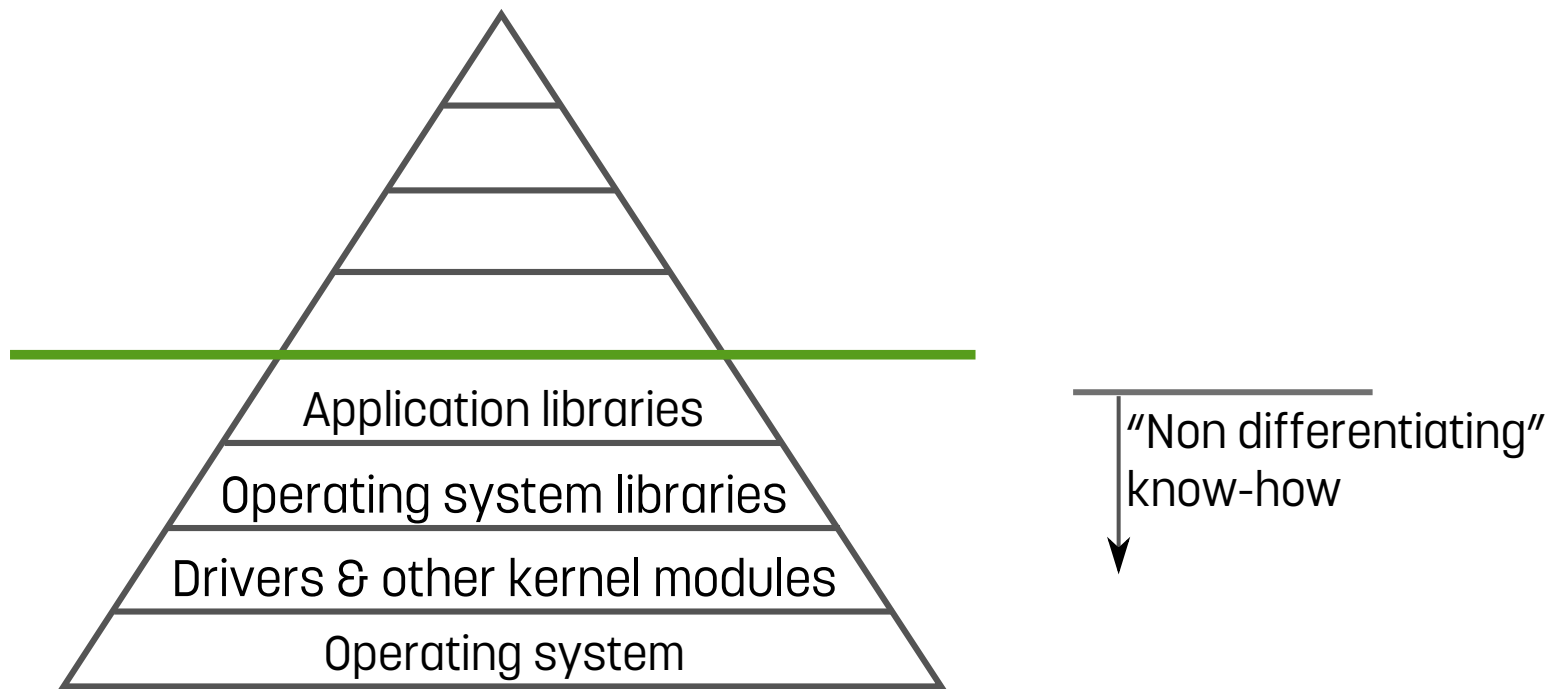 Application libraries
“Non differentiating”
know-how
Operating system libraries
Drivers & other kernel modules
Operating system